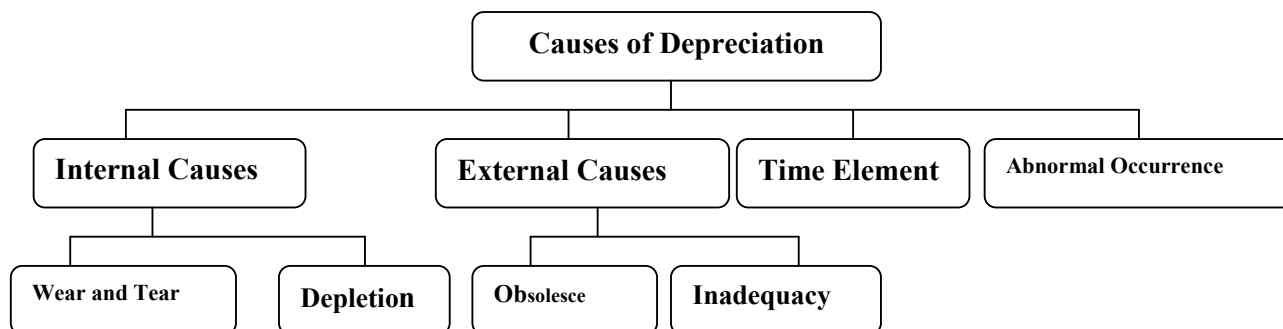 Causes of Depreciation
Internal Causes
External Causes
Time Element
Abnormal Occurrence
Wear and Tear
Depletion
Obsolesce
Inadequacy